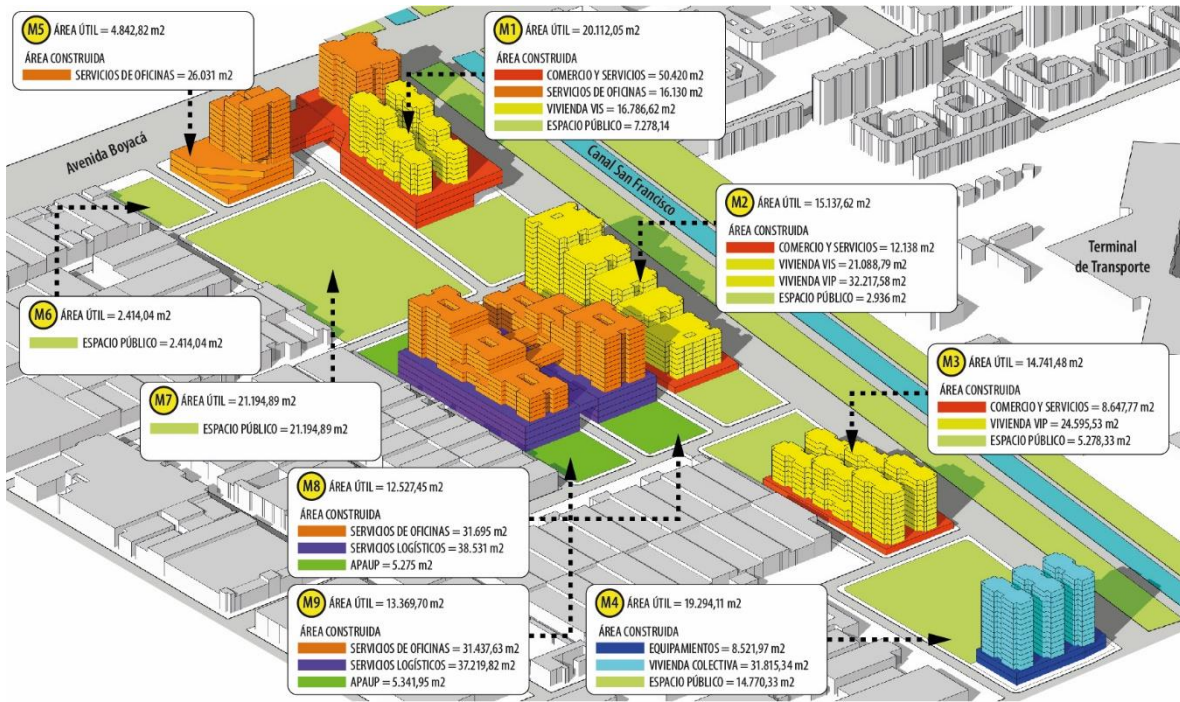 M5 ÁREA ÚTIL = 4.842,82 m2
ÁREA CONSTRUIDA
SERVICIOS DE OFICINAS = 26.031 m2
M1 ÁREA ÚTIL = 20.112,05 m2
ÁREA CONSTRUIDA
COMERCIO Y SERVICIOS = 50.420 m2
SERVICIOS DE OFICINAS = 16.130 m2
VIVIENDA VIS = 16.786,62 m2
ESPACIO PÚBLICO = 7.278,14
Avenida Boyacá
Canal San Francisco
M2 ÁREA ÚTIL = 15.137,62 m2
ÁREA CONSTRUIDA
COMERCIO Y SERVICIOS = 12.138 m2
VIVIENDA VIS = 21.088,79 m2
VIVIENDA VIP = 32.217,58 m2
ESPACIO PÚBLICO = 2.936 m2
Terminal
de Transporte
M6 ÁREA ÚTIL = 2.414,04 m2
ESPACIO PÚBLICO = 2.414,04 m2
M3 ÁREA ÚTIL = 14.741,48 m2
ÁREA CONSTRUIDA
COMERCIO Y SERVICIOS = 8.647,77 m2
VIVIENDA VIP = 24.595,53 m2
ESPACIO PÚBLICO = 5.278,33 m2
M7 ÁREA ÚTIL = 21.194,89 m2
ESPACIO PÚBLICO = 21.194,89 m2
M8 ÁREA ÚTIL = 12.527,45 m2
ÁREA CONSTRUIDA
SERVICIOS DE OFICINAS = 31.695 m2
SERVICIOS LOGÍSTICOS = 38.531 m2
APAUP = 5.275 m2
M9 ÁREA ÚTIL = 13.369,70 m2
ÁREA CONSTRUIDA
SERVICIOS DE OFICINAS = 31.437,63 m2
SERVICIOS LOGÍSTICOS = 37.219,82 m2
APAUP = 5.341,95 m2
M4 ÁREA ÚTIL = 19.294,11 m2
ÁREA CONSTRUIDA
EQUIPAMIENTOS = 8.521,97 m2
VIVIENDA COLECTIVA = 31.815,34 m2
ESPACIO PÚBLICO = 14.770,33 m2